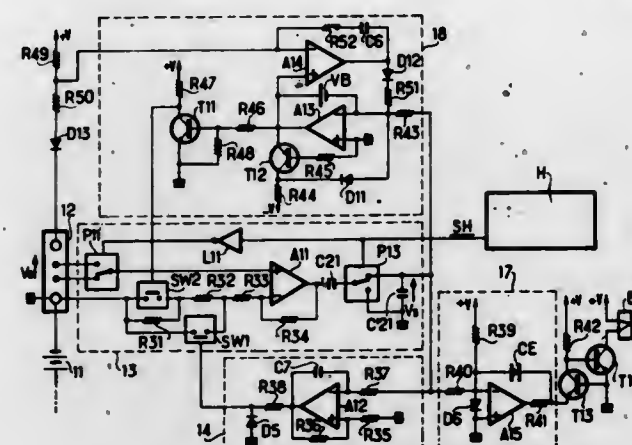 +V
R49
R50
D13
12
P11
11
13
R52
C6
18
A14
D12
VB
R51
+V
R47
T11
R46
A13
R43
R48
T12
R45
R44
D11
-V
H
SH
L11
P13
A11
C21
SW2
R32
R33
C'21
Vs
R31
R34
SW1
17
+V
R39
+V
R42
+V
CE
C7
R37
R40
R38
A12
D6
A15
R41
T13
D5
R36
R35
14